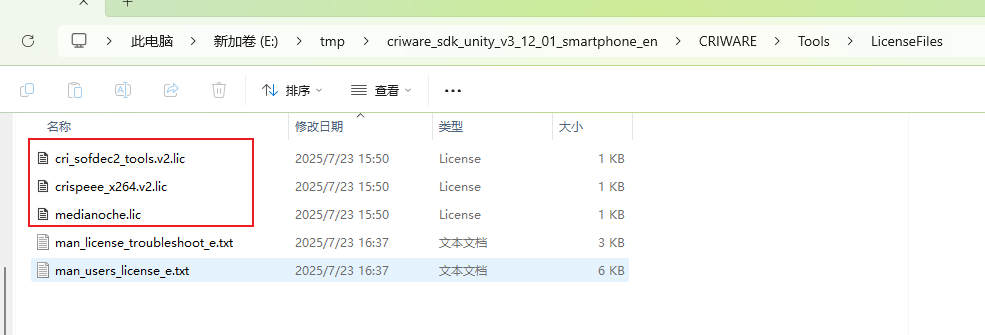 此电脑 > 新加卷 (E:) > tmp > criware_sdk_unity_v3_12_01_smartphone_en > CRIWARE > Tools > LicenseFiles
排序 查看 ...
名称 修改日期 类型 大小
cri_sofdec2_tools.v2.lic 2025/7/23 15:50 License 1 KB
crispeee_x264.v2.lic 2025/7/23 15:50 License 1 KB
medianoche.lic 2025/7/23 15:50 License 1 KB
man_license_troubleshoot_e.txt 2025/7/23 16:37 文本文档 3 KB
man_users_license_e.txt 2025/7/23 16:37 文本文档 6 KB